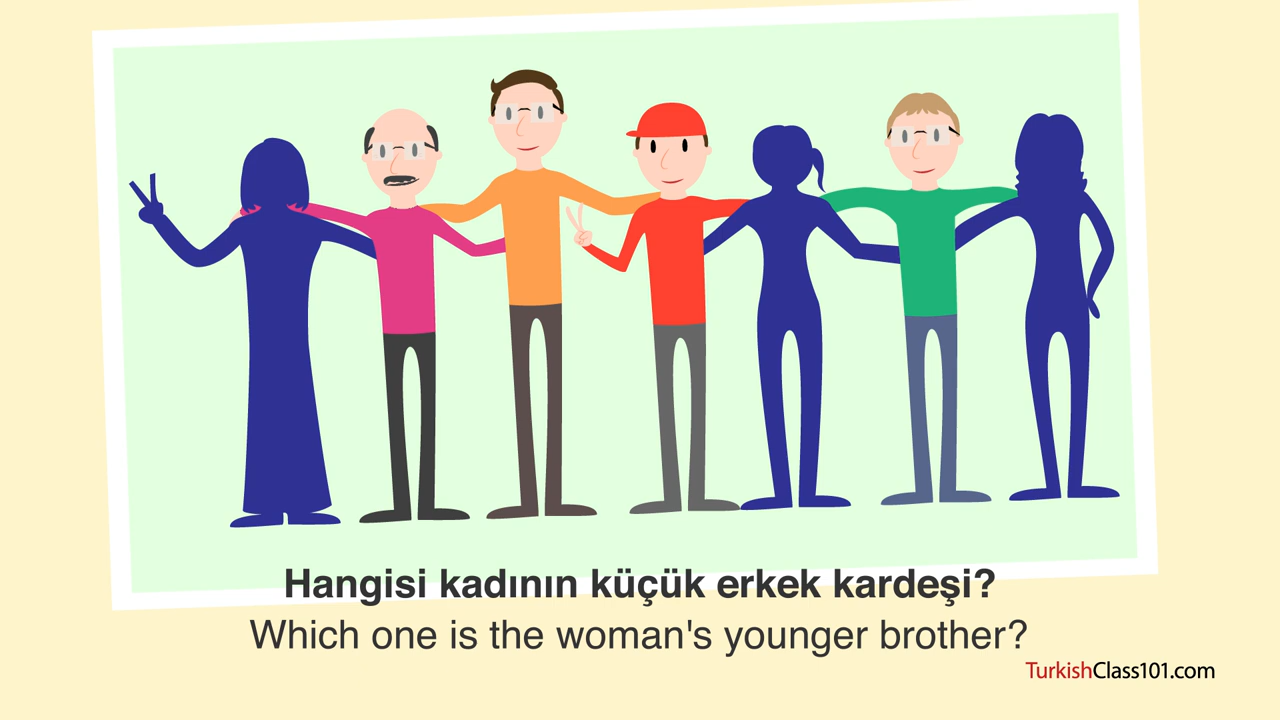 Hangisi kadının küçük erkek kardeşi?
Which one is the woman's younger brother?
TurkishClass101.com